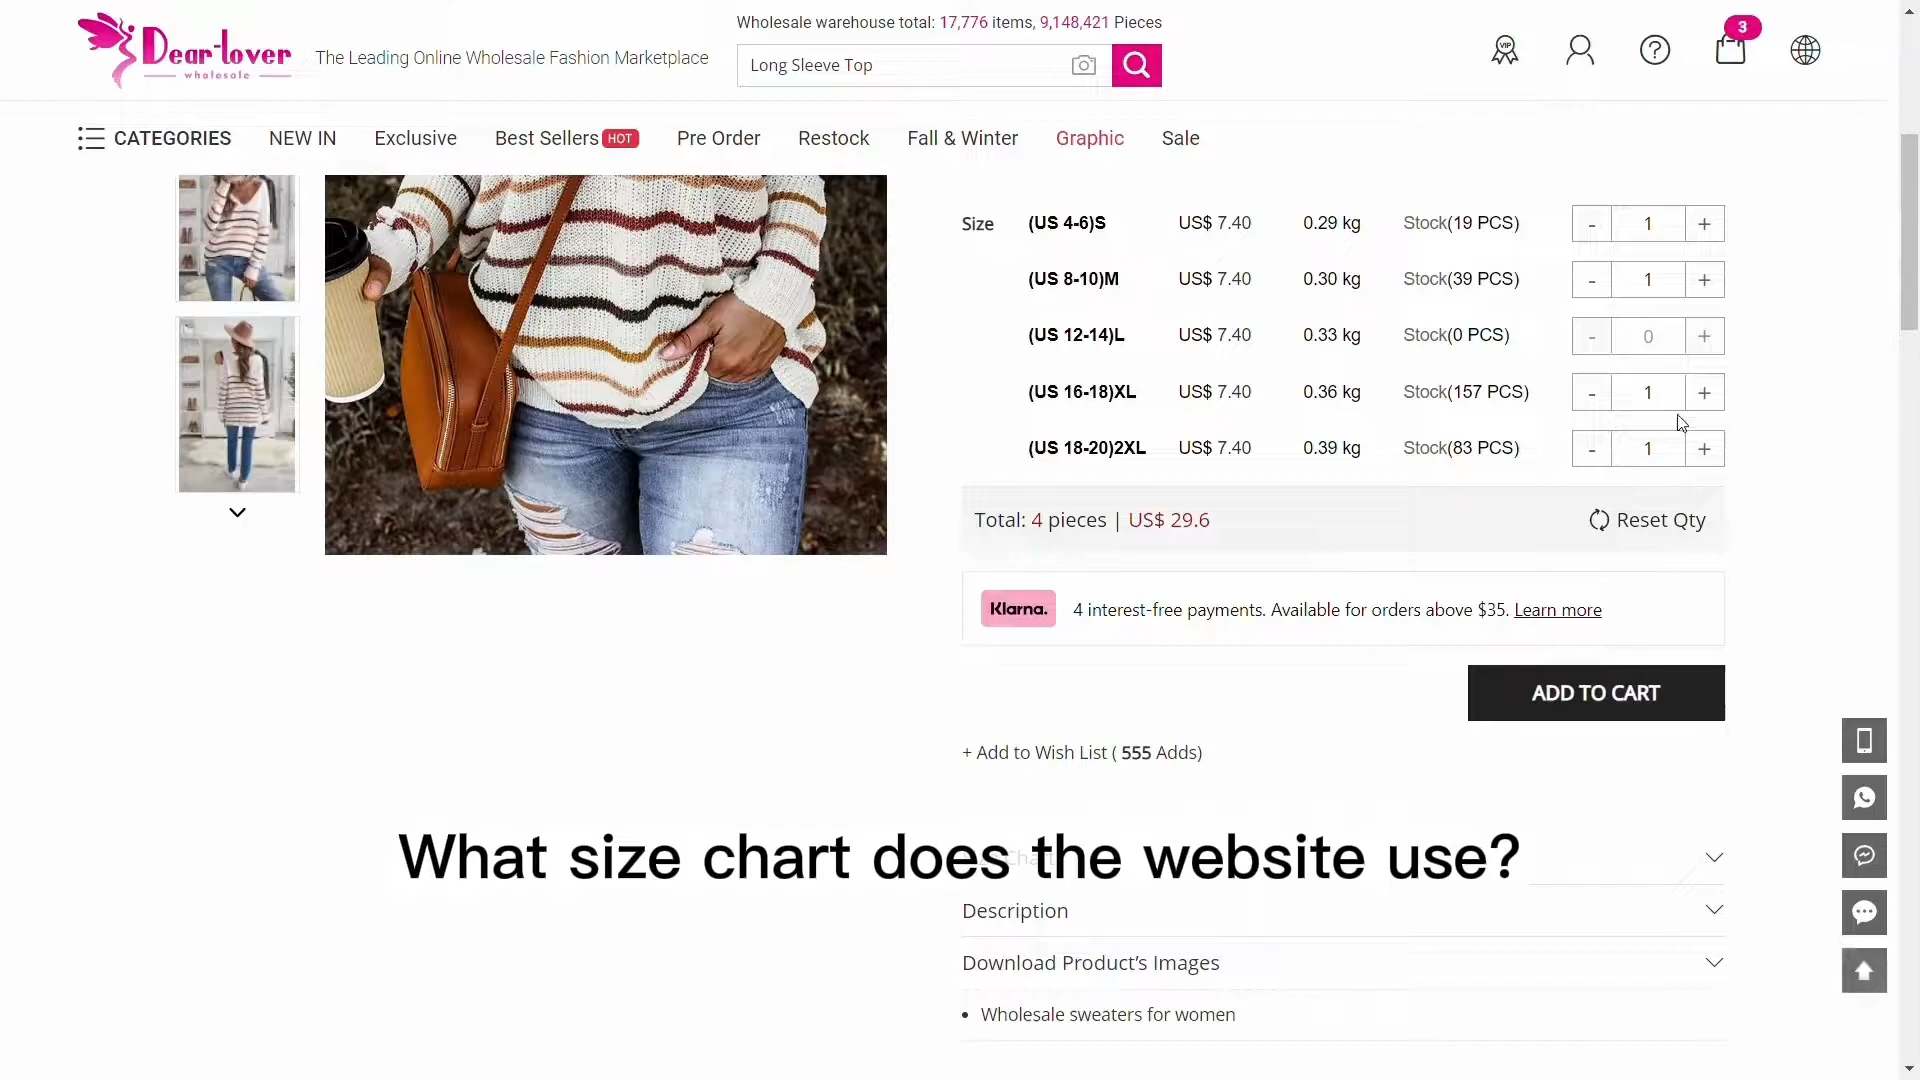 Dear-lover
wholesale
The Leading Online Wholesale Fashion Marketplace
Wholesale warehouse total: 17,776 items, 9,148,421 Pieces
Long Sleeve Top
VIP
3
CATEGORIES NEW IN Exclusive Best Sellers HOT Pre Order Restock Fall & Winter Graphic Sale
Size (US 4-6)S US$ 7.40 0.29 kg Stock(19 PCS) - 1 +
(US 8-10)M US$ 7.40 0.30 kg Stock(39 PCS) - 1 +
(US 12-14)L US$ 7.40 0.33 kg Stock(0 PCS) - 0 +
(US 16-18)XL US$ 7.40 0.36 kg Stock(157 PCS) - 1 +
(US 18-20)2XL US$ 7.40 0.39 kg Stock(83 PCS) - 1 +
Total: 4 pieces | US$ 29.6 Reset Qty
Klarna. 4 interest-free payments. Available for orders above $35. Learn more
ADD TO CART
+ Add to Wish List ( 555 Adds)
What size chart does the website use?
Description
Download Product's Images
• Wholesale sweaters for women